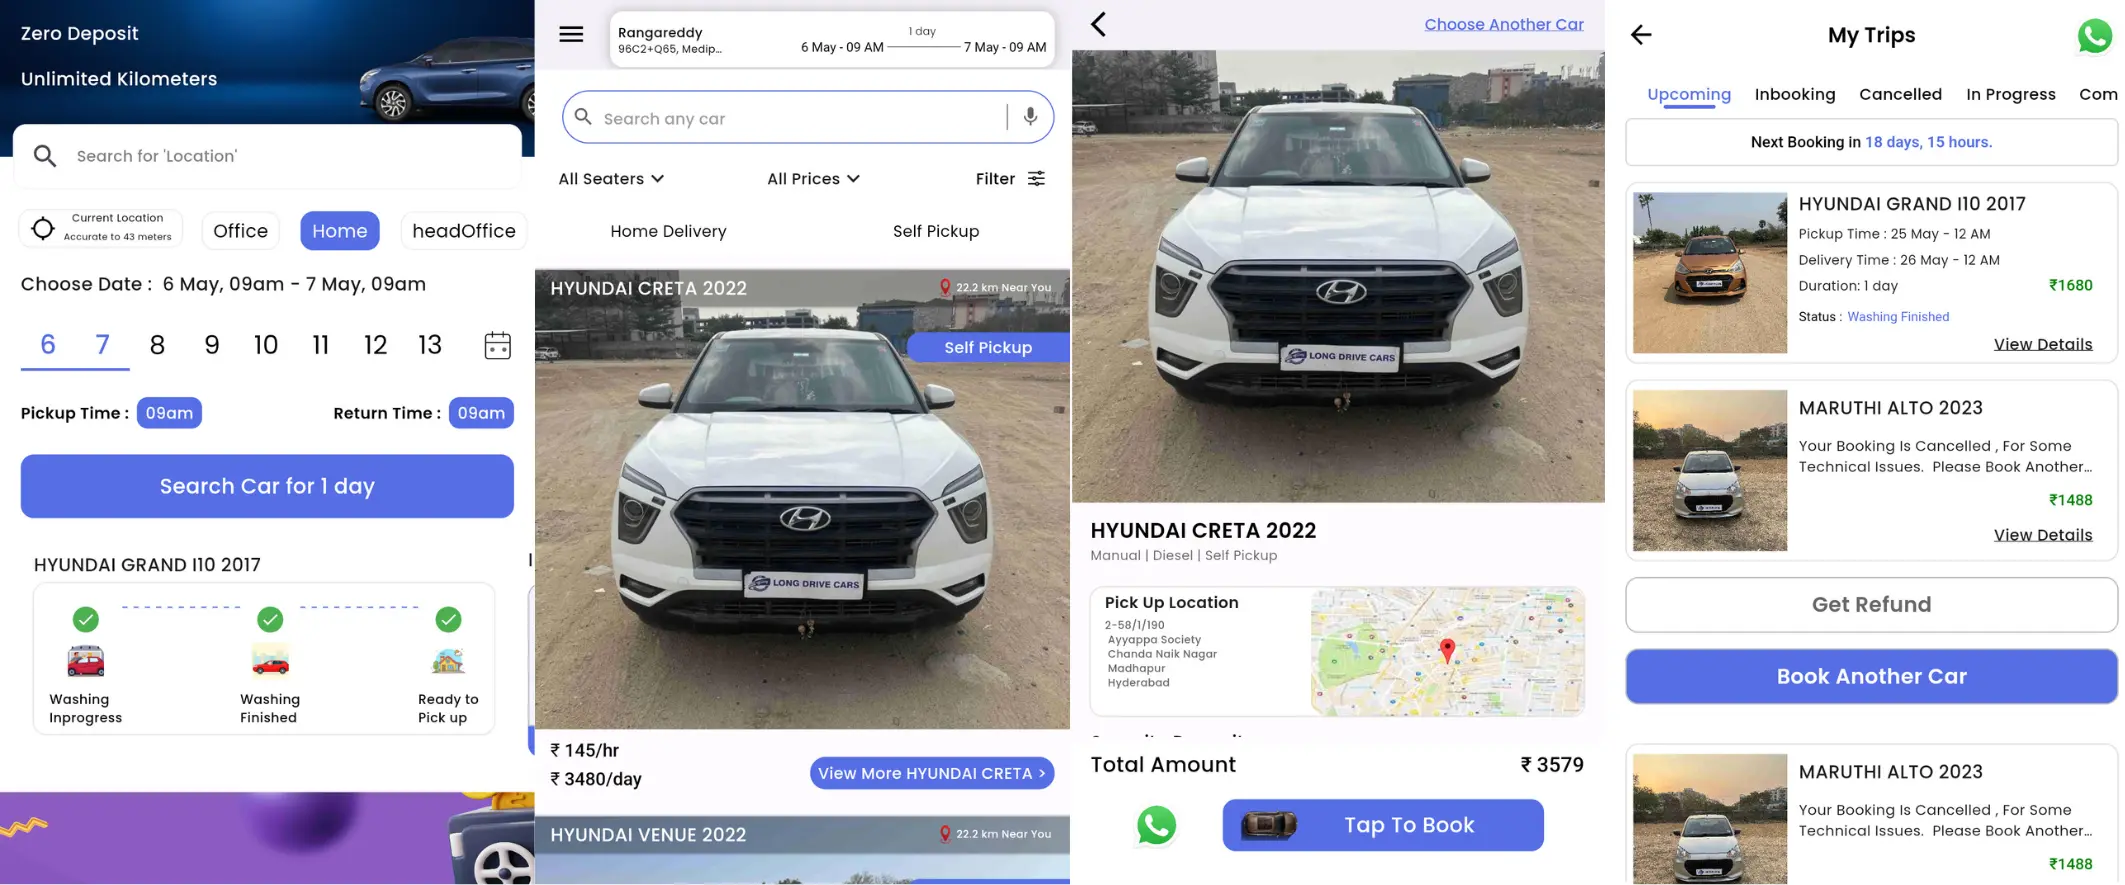 Zero Deposit
Unlimited Kilometers
Search for 'Location'
Current Location
Accurate to 43 meters
Office
Home
headOffice
Choose Date : 6 May, 09am - 7 May, 09am
6 7 8 9 10 11 12 13
Pickup Time : 09am
Return Time : 09am
Search Car for 1 day
HYUNDAI GRAND I10 2017
Washing
Inprogress
Washing
Finished
Ready to
Pick up
Rangareddy
96C2+Q65, Medip...
1 day
6 May - 09 AM
7 May - 09 AM
Search any car
All Seaters
All Prices
Filter
Home Delivery
Self Pickup
HYUNDAI CRETA 2022
22.2 km Near You
Self Pickup
LONG DRIVE CARS
₹ 145/hr
₹ 3480/day
View More HYUNDAI CRETA >
HYUNDAI VENUE 2022
22.2 km Near You
Choose Another Car
LONG DRIVE CARS
HYUNDAI CRETA 2022
Manual | Diesel | Self Pickup
Pick Up Location
2-58/1/190
Ayyappa Society
Chanda Naik Nagar
Madhapur
Hyderabad
Total Amount
₹ 3579
Tap To Book
My Trips
Upcoming
Inbooking
Cancelled
In Progress
Com
Next Booking in 18 days, 15 hours.
HYUNDAI GRAND I10 2017
Pickup Time : 25 May - 12 AM
Delivery Time : 26 May - 12 AM
Duration: 1 day
₹1680
Status : Washing Finished
View Details
MARUTHI ALTO 2023
Your Booking Is Cancelled , For Some
Technical Issues. Please Book Another...
₹1488
View Details
Get Refund
Book Another Car
MARUTHI ALTO 2023
Your Booking Is Cancelled , For Some
Technical Issues. Please Book Another...
₹1488